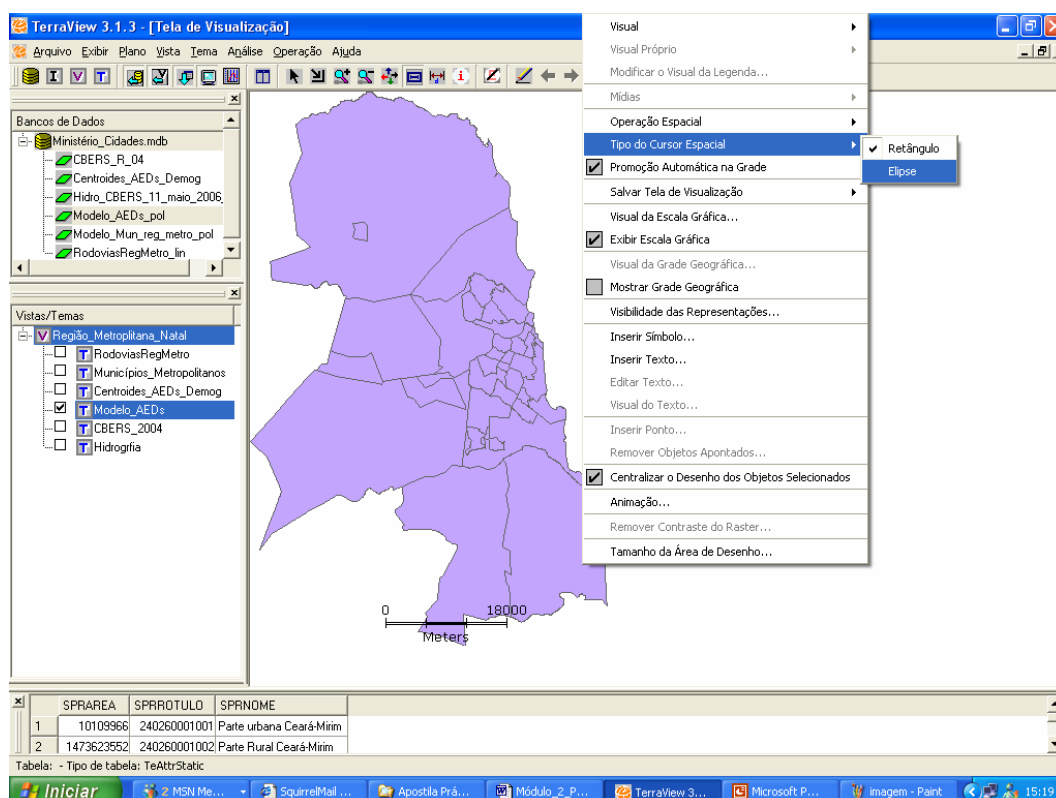 TerraView 3.1.3 - [Tela de Visualização]
Arquivo Exibir Plano Vista Tema Análise Operação Ajuda
Bancos de Dados
Ministério_Cidades.mdb
CBERS_R_04
Centroides_AEDs_Demog
Hidro_CBERS_11_maio_2006_
Modelo_AEDs_pol
Modelo_Mun_reg_metro_pol
RodoviasRegMetro_lin
Vistas/Temas
Região_Metroplitana_Natal
RodoviasRegMetro
Municípios_Metropolitanos
Centroides_AEDs_Demog
Modelo_AEDs
CBERS_2004
Hidrogrfia
Visual
Visual Próprio
Modificar o Visual da Legenda...
Mídias
Operação Espacial
Tipo do Cursor Espacial
Promoção Automática na Grade
Salvar Tela de Visualização
Visual da Escala Gráfica...
Exibir Escala Gráfica
Visual da Grade Geográfica...
Mostrar Grade Geográfica
Visibilidade das Representações...
Inserir Símbolo...
Inserir Texto...
Editar Texto...
Visual do Texto...
Inserir Ponto...
Remover Objetos Apontados...
Centralizar o Desenho dos Objetos Selecionados
Animação...
Remover Contraste do Raster...
Tamanho da Área de Desenho...
Retângulo
Elipse
0 18000
Meters
SPRAREA SPRROTULO SPRNOME
1 10109966 240260001001 Parte urbana Ceará-Mirim
2 1473623552 240260001002 Parte Rural Ceará-Mirim
Tabela: - Tipo de tabela: TeAttrStatic
Iniciar 2 MSN Me... SquirrelMail ... Apostila Prá... Módulo_2_P... TerraView 3... Microsoft P... imagem - Paint 15:19